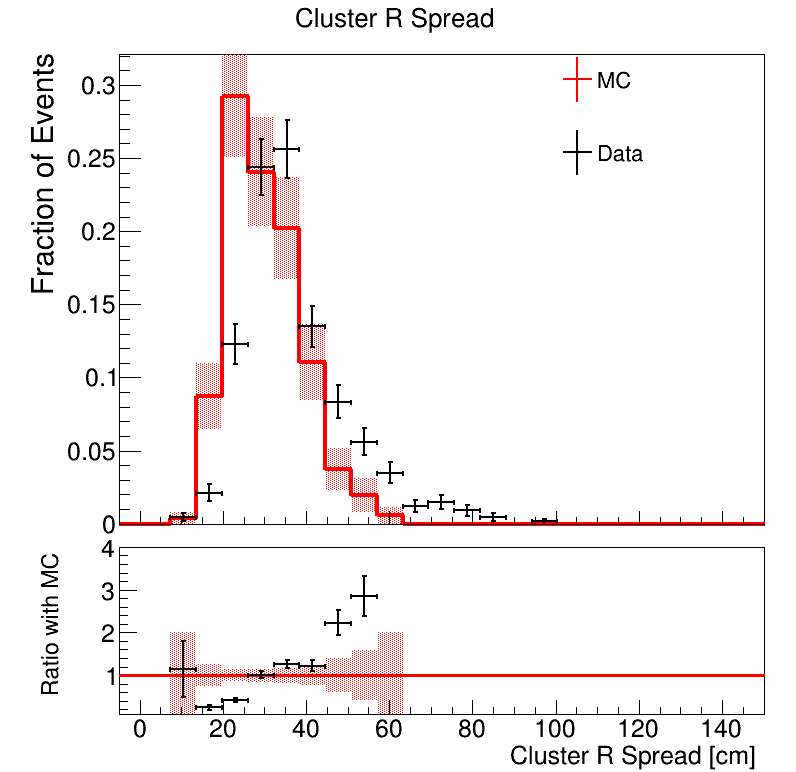 Cluster R Spread
Fraction of Events
0.3
0.25
0.2
0.15
0.1
0.05
0
MC
Data
Ratio with MC
4
3
2
1
0 20 40 60 80 100 120 140
Cluster R Spread [cm]